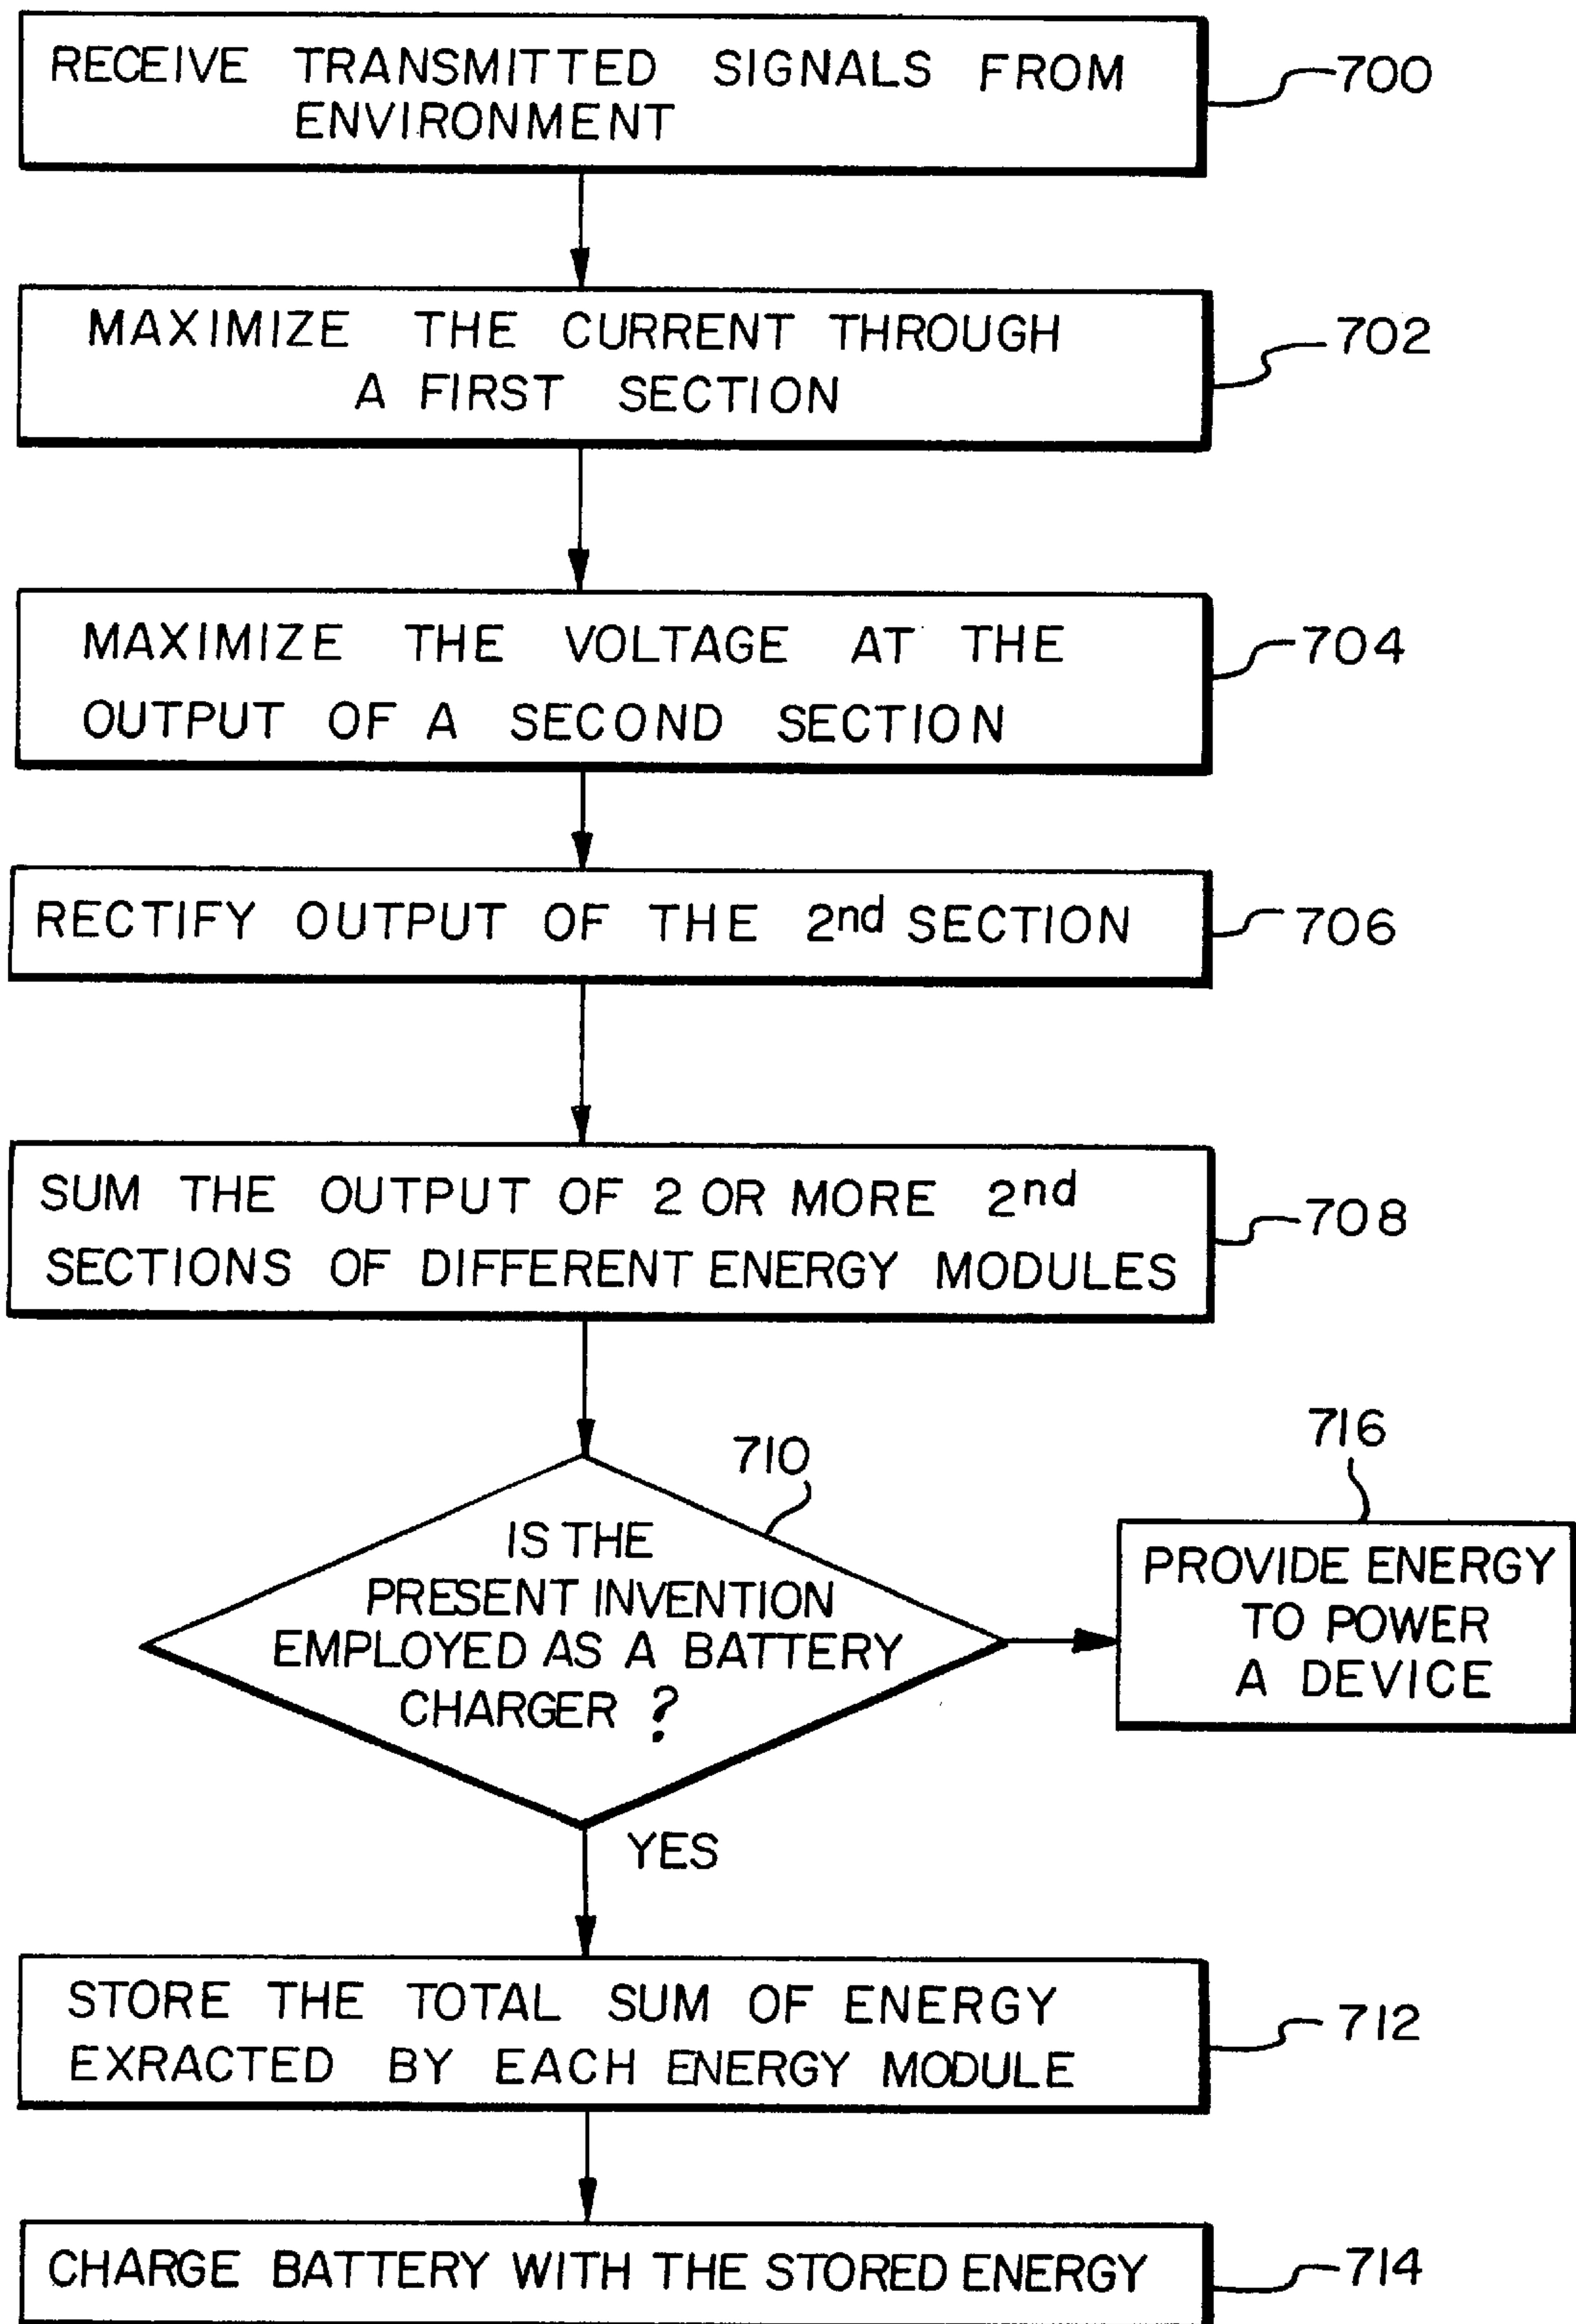 RECEIVE TRANSMITTED SIGNALS FROM
ENVIRONMENT
700
MAXIMIZE THE CURRENT THROUGH
A FIRST SECTION
702
MAXIMIZE THE VOLTAGE AT THE
OUTPUT OF A SECOND SECTION
704
RECTIFY OUTPUT OF THE 2nd SECTION
706
SUM THE OUTPUT OF 2 OR MORE 2nd
SECTIONS OF DIFFERENT ENERGY MODULES
708
710
IS THE
PRESENT INVENTION
EMPLOYED AS A BATTERY
CHARGER ?
716
PROVIDE ENERGY
TO POWER
A DEVICE
YES
STORE THE TOTAL SUM OF ENERGY
EXRACTED BY EACH ENERGY MODULE
712
CHARGE BATTERY WITH THE STORED ENERGY
714